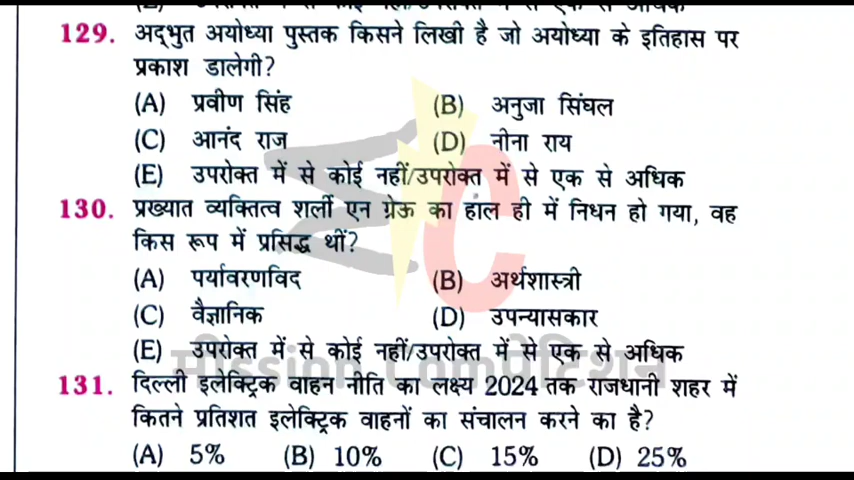 129. अद्भुत अयोध्या पुस्तक किसने लिखी है जो अयोध्या के इतिहास पर
प्रकाश डालेगी?
(A) प्रवीण सिंह (B) अनुजा सिंघल
(C) आनंद राज (D) नीना राय
(E) उपरोक्त में से कोई नहीं/उपरोक्त में से एक से अधिक
130. प्रख्यात व्यक्तित्व शर्ली एन ग्रेऊ का हाल ही में निधन हो गया, वह
किस रूप में प्रसिद्ध थीं?
(A) पर्यावरणविद (B) अर्थशास्त्री
(C) वैज्ञानिक (D) उपन्यासकार
(E) उपरोक्त में से कोई नहीं/उपरोक्त में से एक से अधिक
131. दिल्ली इलेक्ट्रिक वाहन नीति का लक्ष्य 2024 तक राजधानी शहर में
कितने प्रतिशत इलेक्ट्रिक वाहनों का संचालन करने का है?
(A) 5% (B) 10% (C) 15% (D) 25%